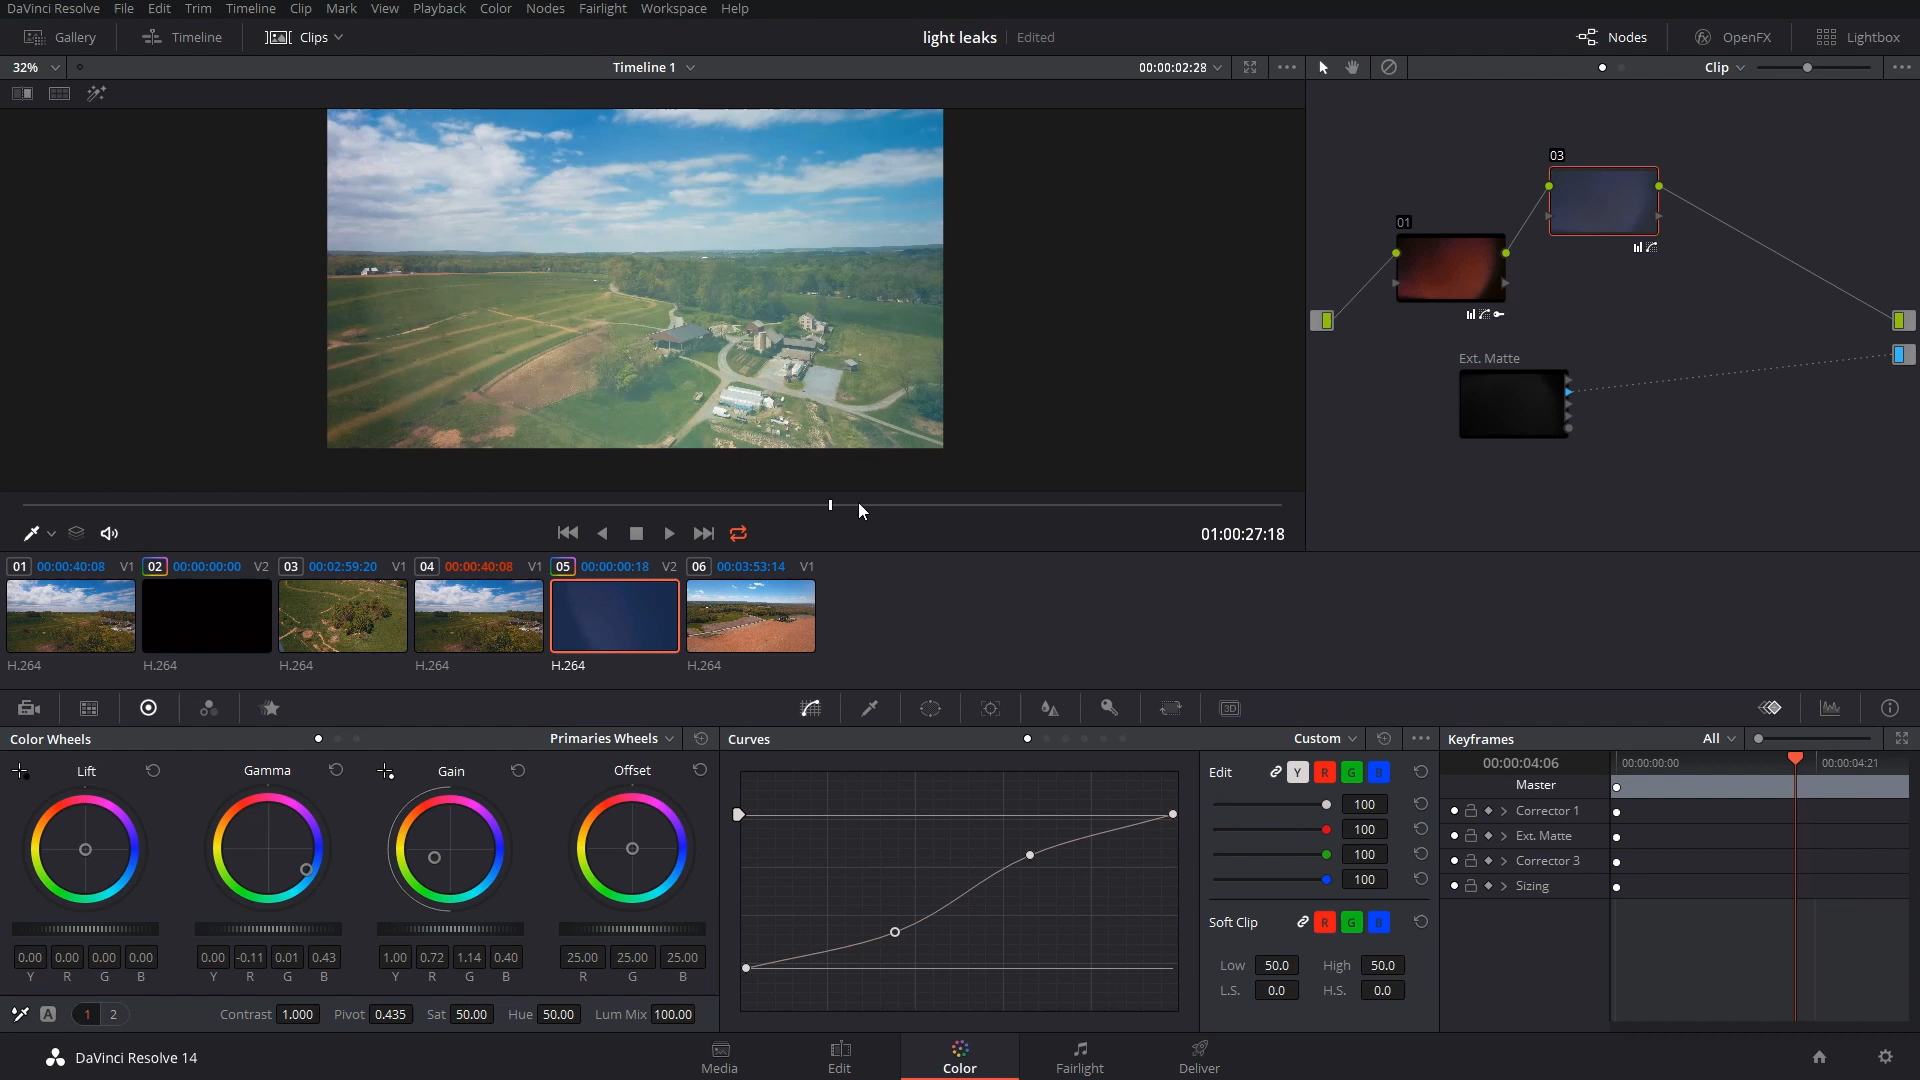 DaVinci Resolve File Edit Trim Timeline Clip Mark View Playback Color Nodes Fairlight Workspace Help
Gallery Timeline Clips light leaks Edited Nodes OpenFX Lightbox
32% Timeline 1 00:00:02:28 Clip
03
01
Ext. Matte
01:00:27:18
01 00:00:40:08 V1 02 00:00:00:00 V2 03 00:02:59:20 V1 04 00:00:40:08 V1 05 00:00:00:18 V2 06 00:03:53:14 V1
H.264 H.264 H.264 H.264 H.264 H.264
3D
Color Wheels Primaries Wheels Curves Custom Keyframes All
Lift Gamma Gain Offset
Edit Y R G B
100
100
100
100
Soft Clip R G B
Low 50.0 High 50.0
L.S. 0.0 H.S. 0.0
00:00:04:06 00:00:00:00 00:00:04:21
Master
Corrector 1
Ext. Matte
Corrector 3
Sizing
0.00 0.00 0.00 0.00 0.00 -0.11 0.01 0.43 1.00 0.72 1.14 0.40 25.00 25.00 25.00
Y R G B Y R G B Y R G B R G B
A 1 2 Contrast 1.000 Pivot 0.435 Sat 50.00 Hue 50.00 Lum Mix 100.00
DaVinci Resolve 14 Media Edit Color Fairlight Deliver